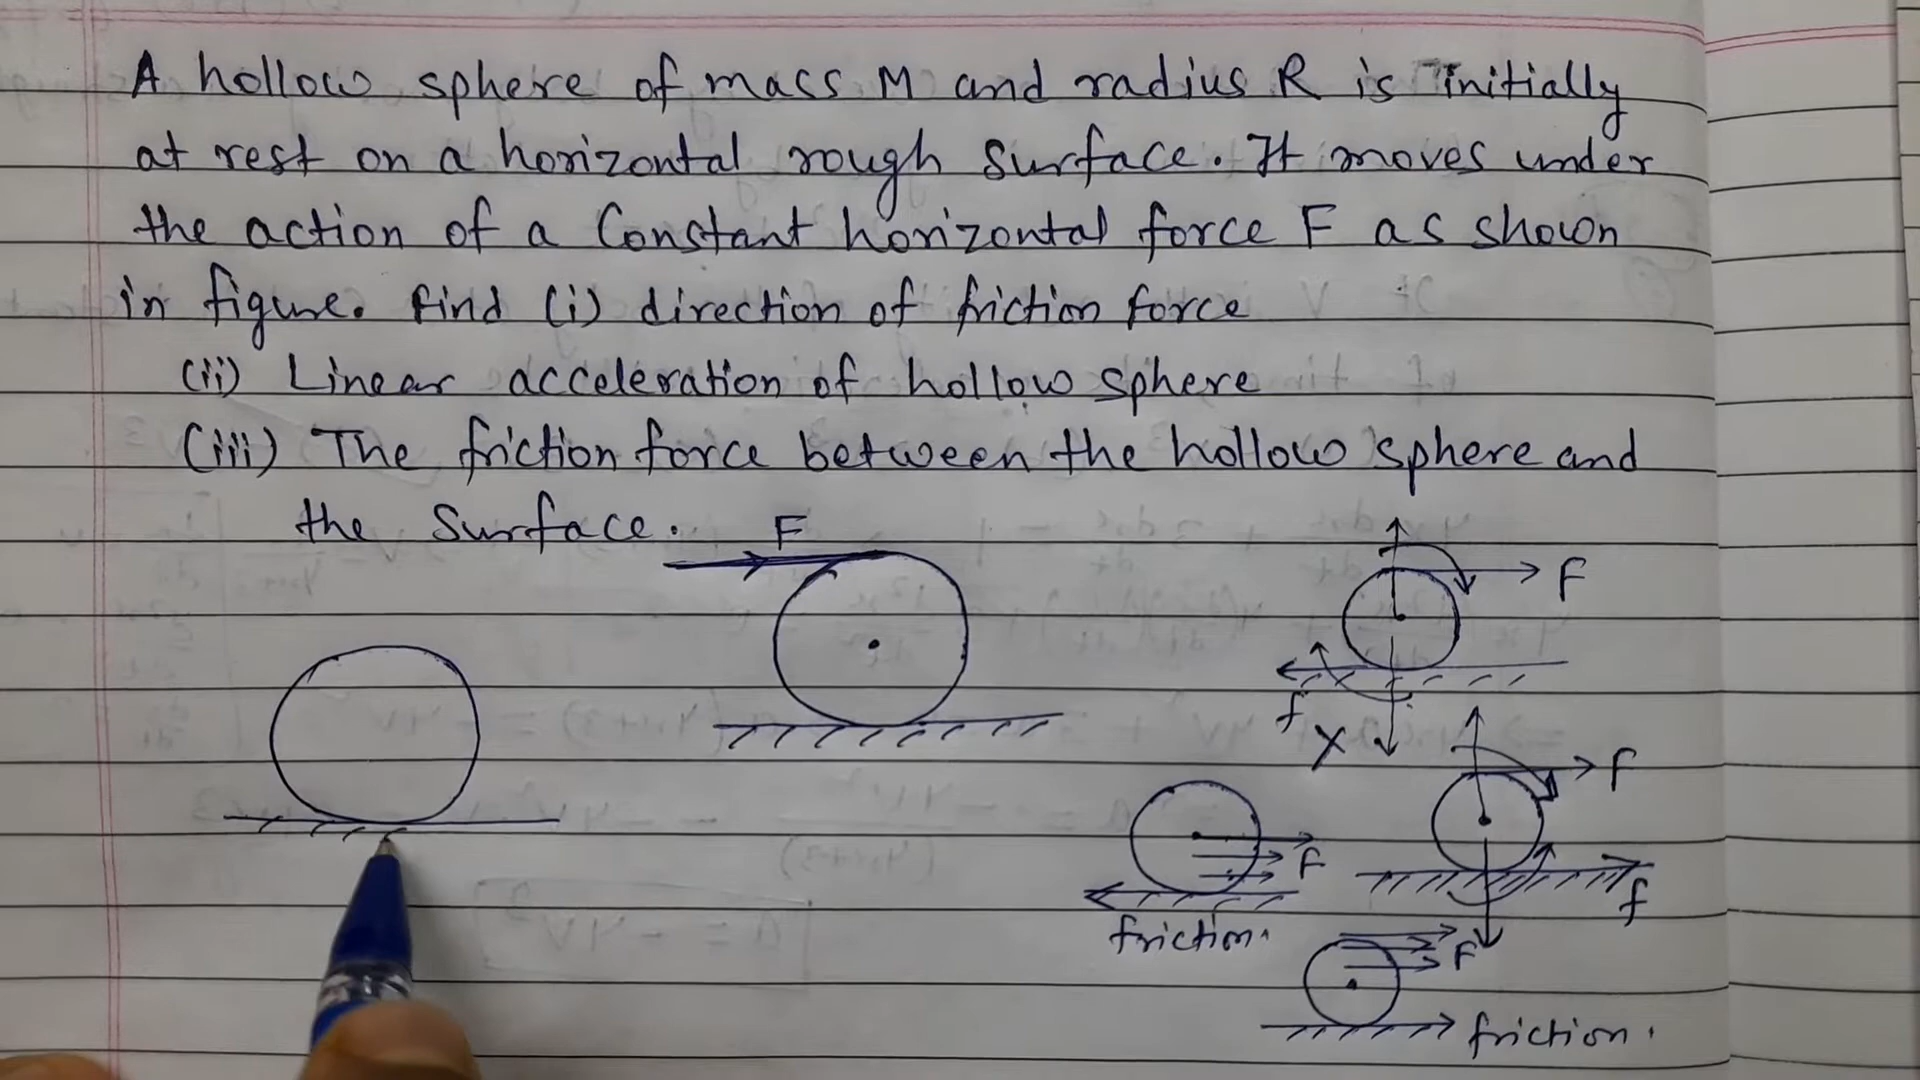 A hollow sphere of mass M and radius R is initially
at rest on a horizontal rough surface. It moves under
the action of a Constant horizontal force F as shown
in figure. find (i) direction of friction force
(ii) Linear acceleration of hollow sphere
(iii) The friction force between the hollow sphere and
the Surface.
F
F
f
X
F
f
F
friction.
F
friction.